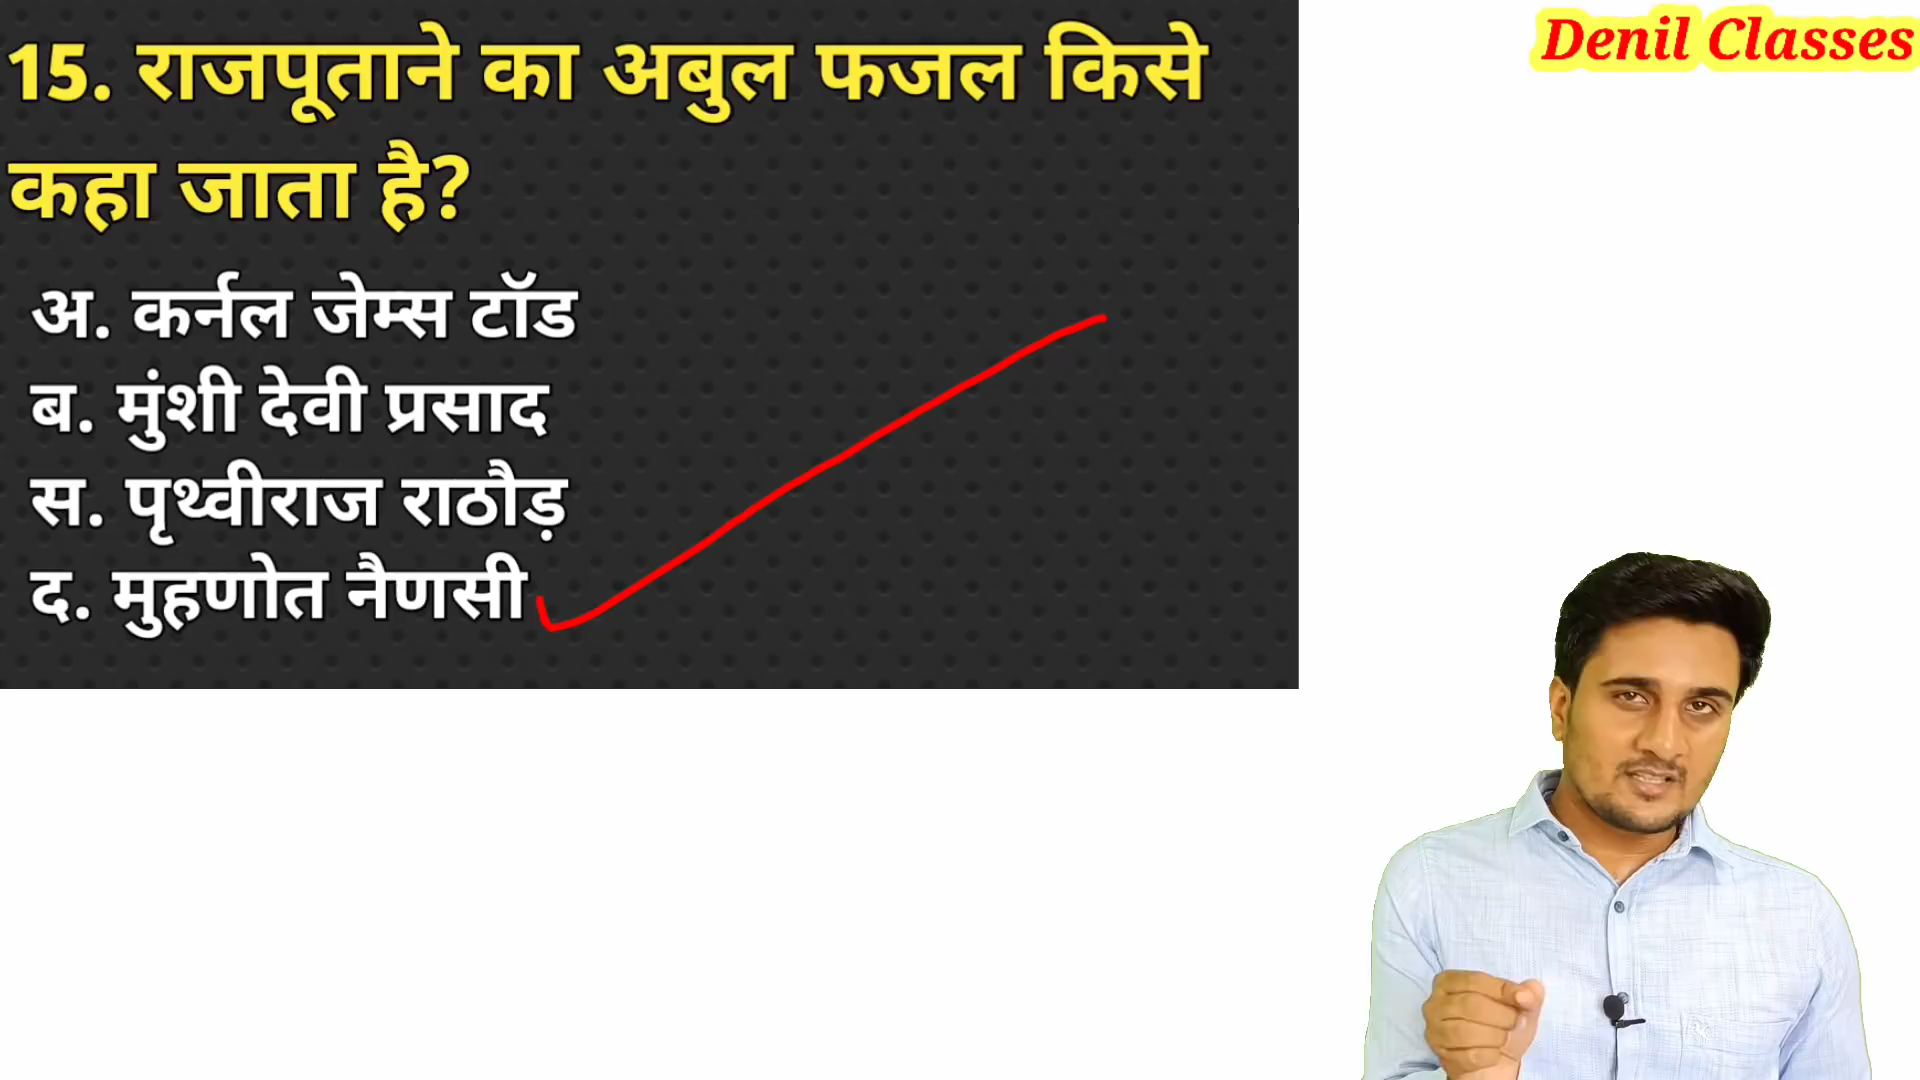 15. राजपूताने का अबुल फजल किसे
कहा जाता है?
अ. कर्नल जेम्स टॉड
ब. मुंशी देवी प्रसाद
स. पृथ्वीराज राठौड़
द. मुहणोत नैणसी
Denil Classes